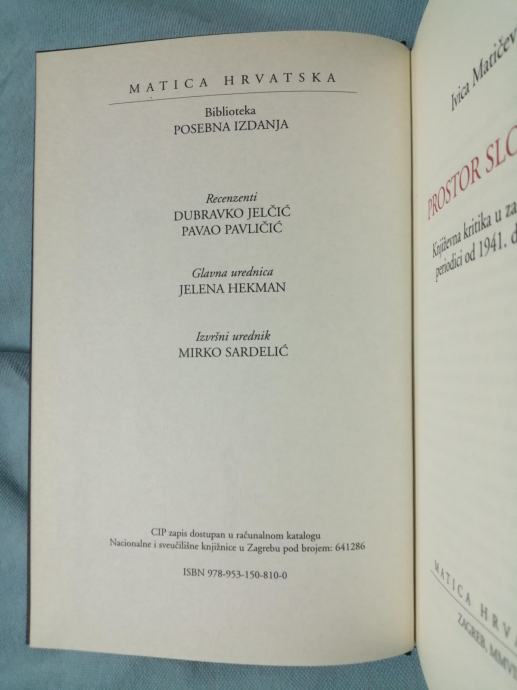 MATICA HRVATSKA
Biblioteka
POSEBNA IZDANJA
Recenzenti
DUBRAVKO JELČIĆ
PAVAO PAVLIČIĆ
Glavna urednica
JELENA HEKMAN
Izvršni urednik
MIRKO SARDELIĆ
CIP zapis dostupan u računalnom katalogu
Nacionalne i sveučilišne knjižnice u Zagrebu pod brojem: 641286
ISBN 978-953-150-810-0
Ivica Matičev
PROSTOR SLO
Književna kritika u za
periodici od 1941. d
MATICA HRV
ZAGREB, MMVI